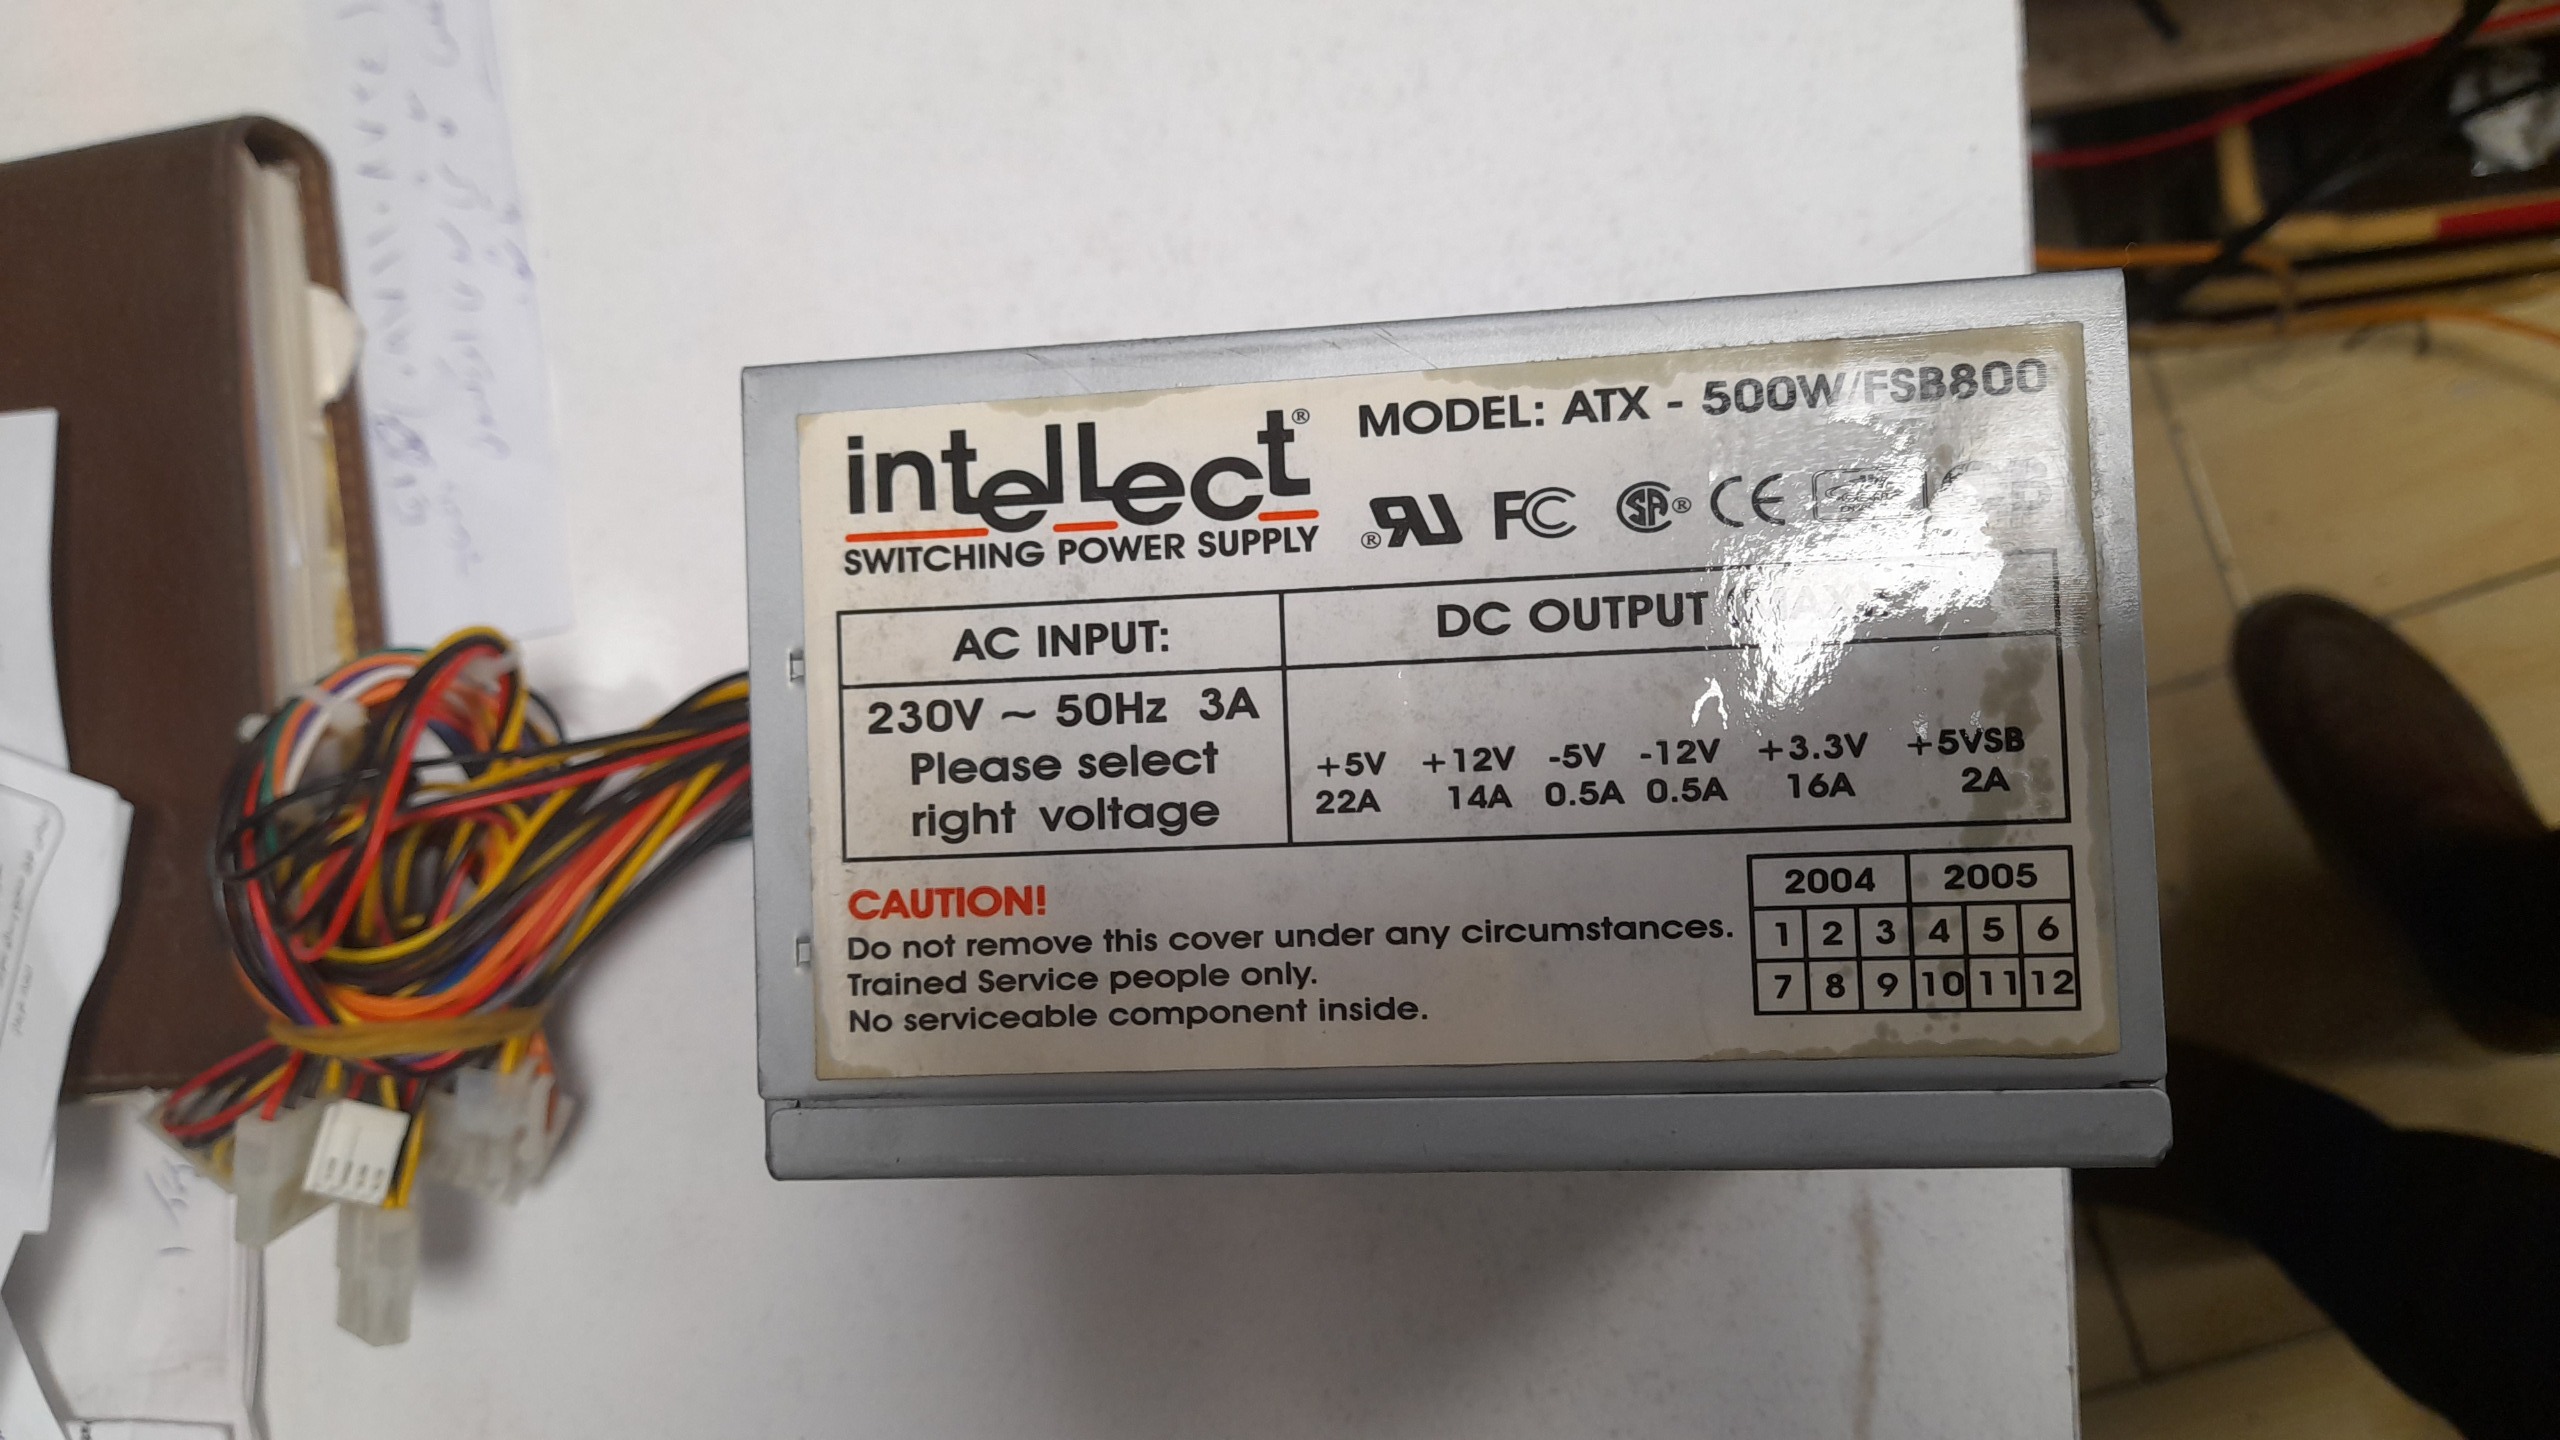 intellect®
SWITCHING POWER SUPPLY
MODEL: ATX - 500W/FSB800
FC CE
AC INPUT:
DC OUTPUT
230V ~ 50Hz 3A
Please select
right voltage
+5V +12V -5V -12V +3.3V +5VSB
22A 14A 0.5A 0.5A 16A 2A
CAUTION!
Do not remove this cover under any circumstances.
Trained Service people only.
No serviceable component inside.
2004 2005
1 2 3 4 5 6
7 8 9 10 11 12